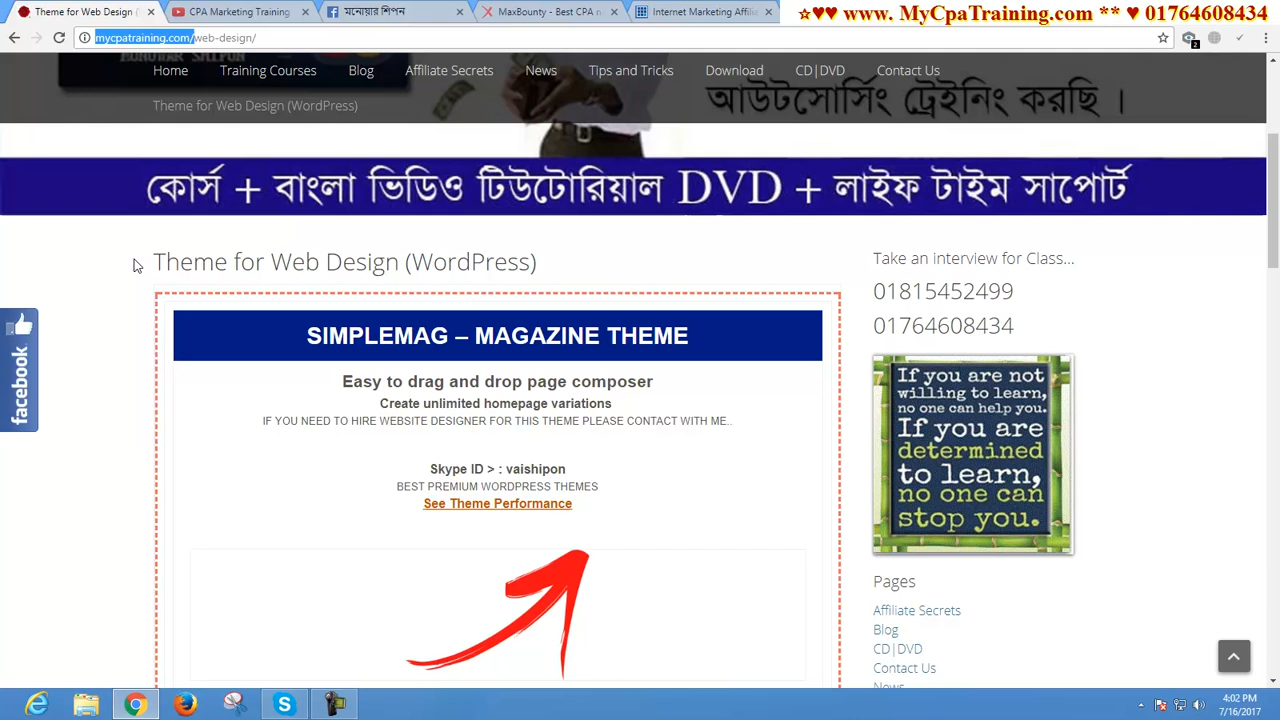 Theme for Web Design (
CPA Marketing Training
মনোয়ার শিপন
MaxBounty - Best CPA n
Internet Marketing Affilia
www. MyCpaTraining.com ** ♥ 01764608434
mycpatraining.com/web-design/
2
Home
Training Courses
Blog
Affiliate Secrets
News
Tips and Tricks
Download
CD|DVD
Contact Us
Theme for Web Design (WordPress)
আউটসোর্সিং ট্রেইনিং করছি ।
কোর্স + বাংলা ভিডিও টিউটোরিয়াল DVD + লাইফ টাইম সাপোর্ট
Theme for Web Design (WordPress)
SIMPLEMAG – MAGAZINE THEME
Easy to drag and drop page composer
Create unlimited homepage variations
IF YOU NEED TO HIRE WEBSITE DESIGNER FOR THIS THEME PLEASE CONTACT WITH ME..
Skype ID > : vaishipon
BEST PREMIUM WORDPRESS THEMES
See Theme Performance
facebook
Take an interview for Class...
01815452499
01764608434
If you are not
willing to learn,
no one can help you.
If you are
determined
to learn,
no one can
stop you.
Pages
Affiliate Secrets
Blog
CD|DVD
Contact Us
News
4:02 PM
7/16/2017